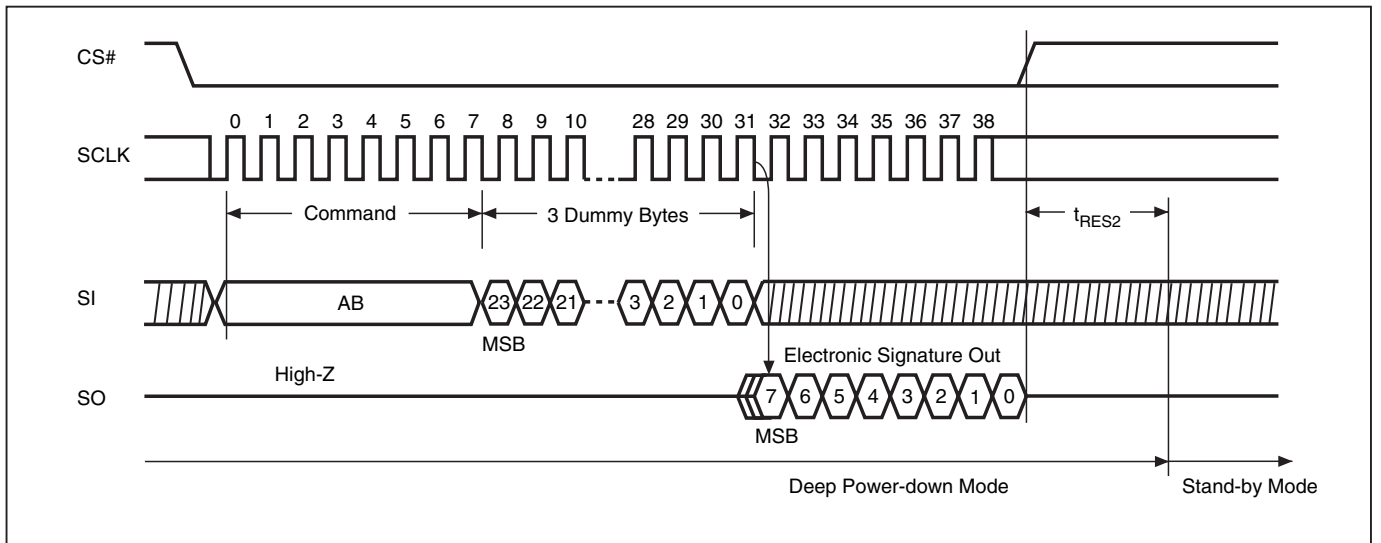 CS#
0 1 2 3 4 5 6 7 8 9 10 28 29 30 31 32 33 34 35 36 37 38
SCLK
Command 3 Dummy Bytes tRES2
SI AB 23 22 21 3 2 1 0
MSB
High-Z Electronic Signature Out
SO 7 6 5 4 3 2 1 0
MSB
Deep Power-down Mode Stand-by Mode